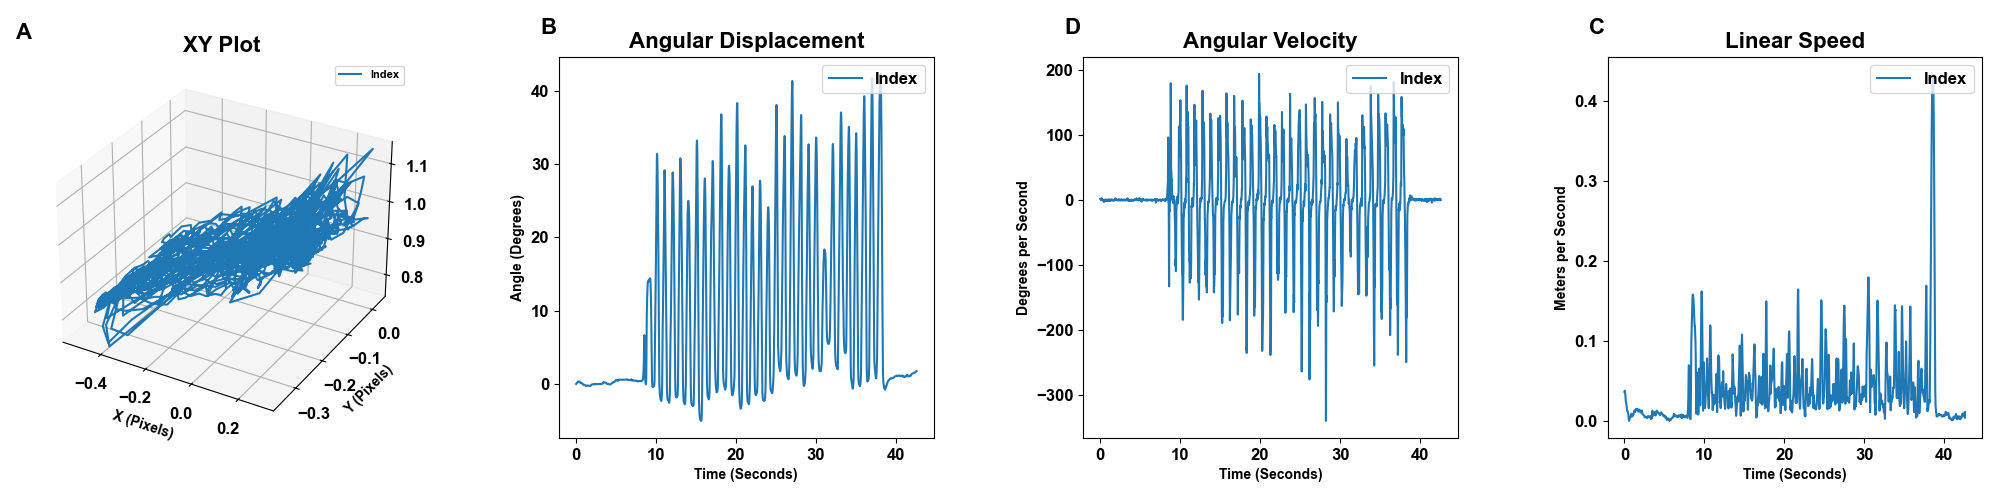 A
XY Plot
Index
1.1
1.0
0.9
0.8
0.0
−0.1
−0.2
−0.3
Y (Pixels)
−0.4
−0.2
0.0
0.2
X (Pixels)
B
Angular Displacement
Index
40
30
20
10
0
Angle (Degrees)
0 10 20 30 40
Time (Seconds)
D
Angular Velocity
Index
200
100
0
−100
−200
−300
Degrees per Second
0 10 20 30 40
Time (Seconds)
C
Linear Speed
Index
0.4
0.3
0.2
0.1
0.0
Meters per Second
0 10 20 30 40
Time (Seconds)